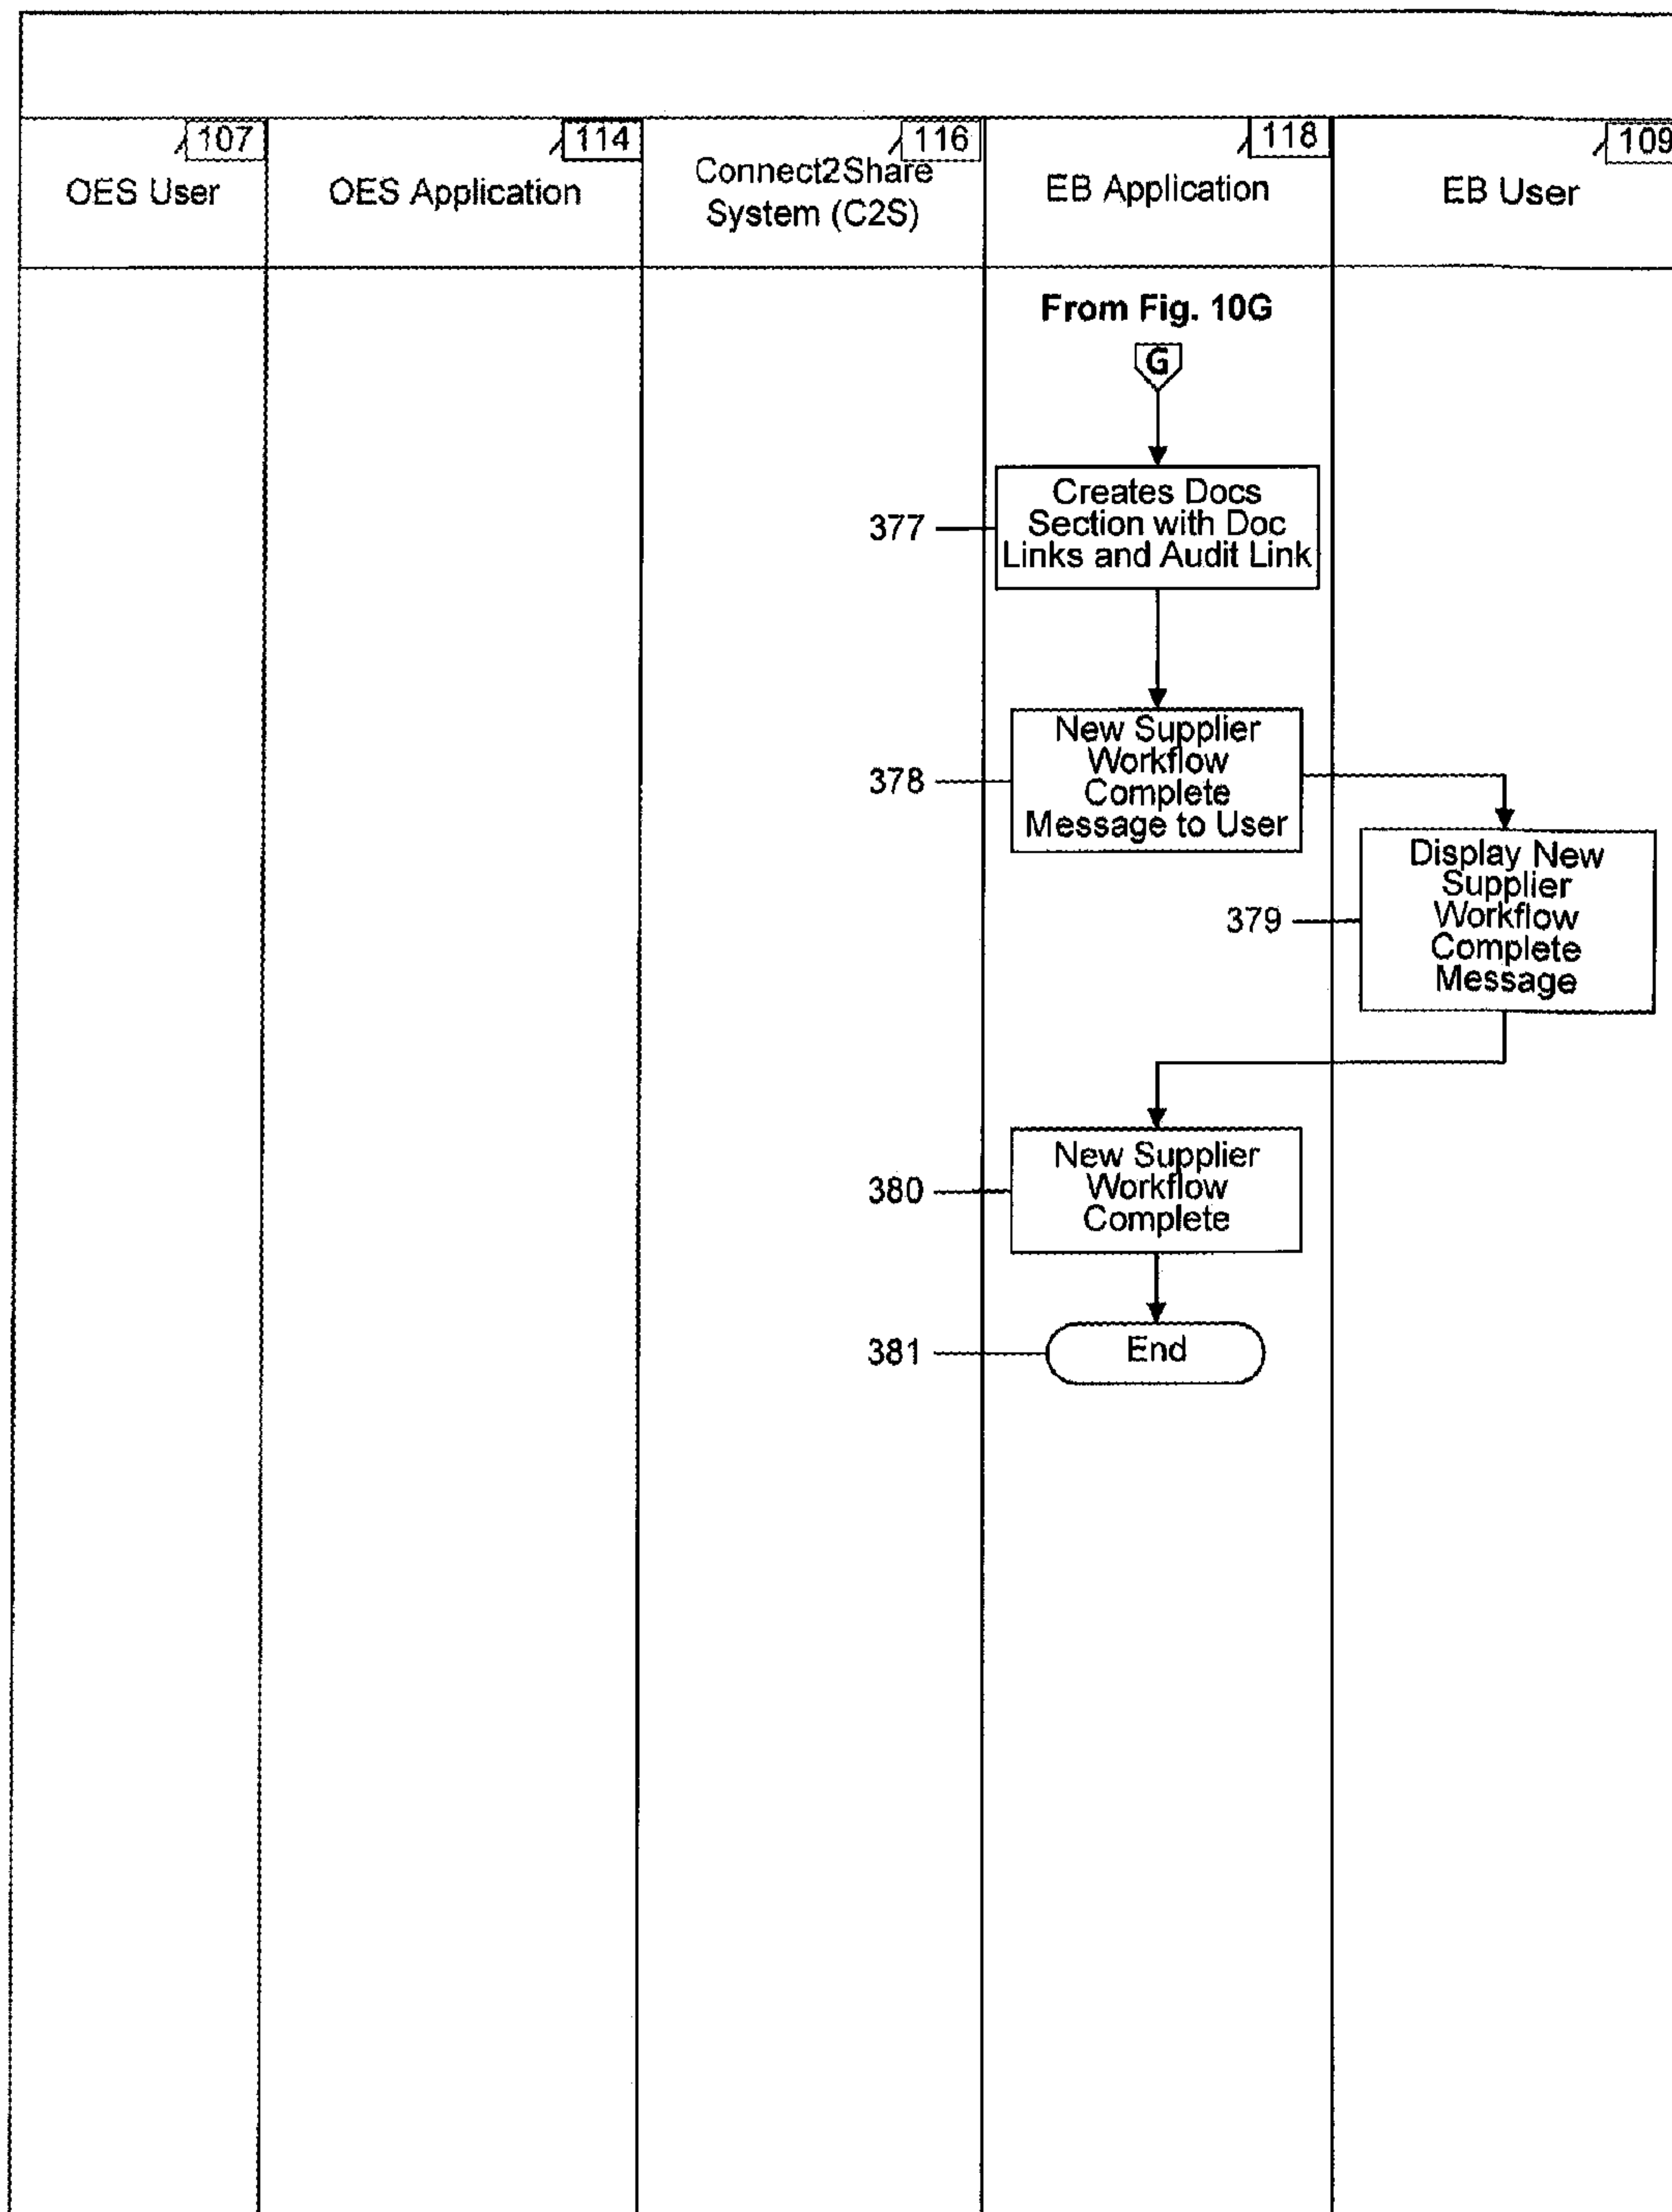 107
OES User
114
OES Application
116
Connect2Share
System (C2S)
118
EB Application
109
EB User
From Fig. 10G
G
377
Creates Docs
Section with Doc
Links and Audit Link
378
New Supplier
Workflow
Complete
Message to User
379
Display New
Supplier
Workflow
Complete
Message
380
New Supplier
Workflow
Complete
381
End